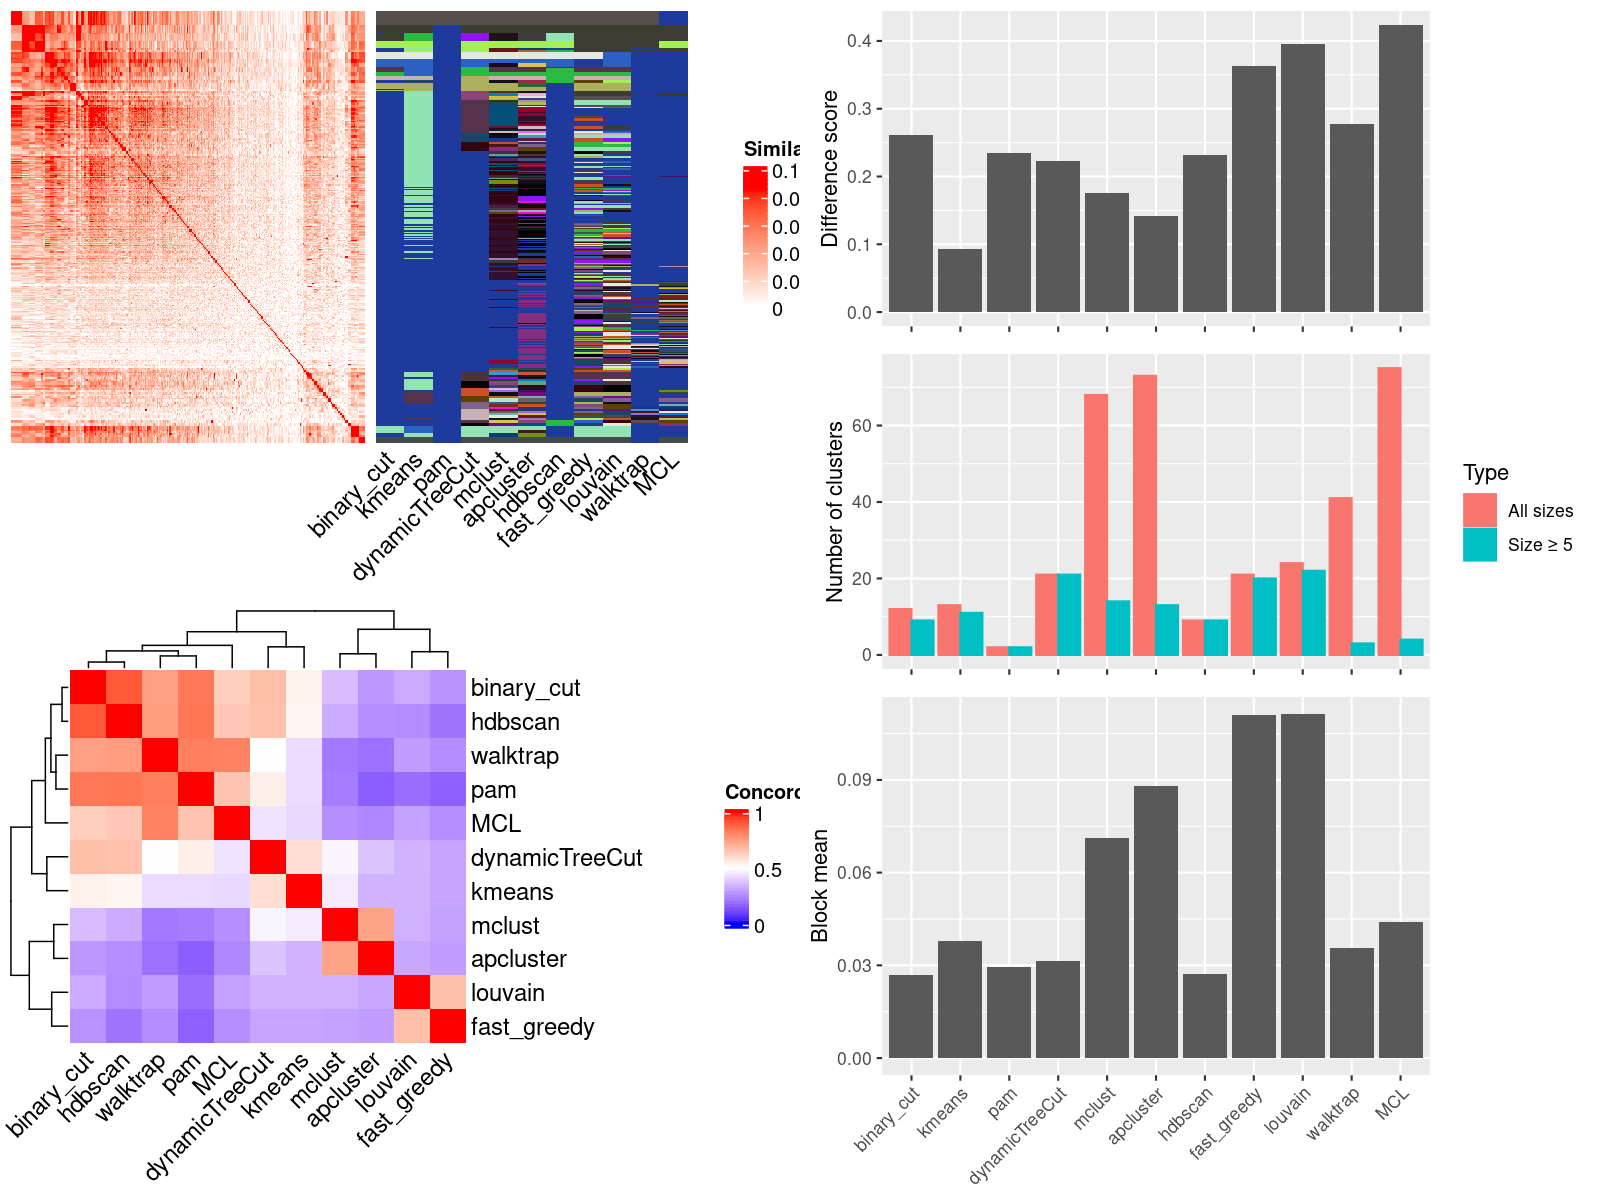 Simila
0.1
0.0
0.0
0.0
0.0
0
binary_cut
kmeans
pam
dynamicTreeCut
mclust
apcluster
hdbscan
fast_greedy
louvain
walktrap
MCL
binary_cut
hdbscan
walktrap
pam
MCL
dynamicTreeCut
kmeans
mclust
apcluster
louvain
fast_greedy
binary_cut
hdbscan
walktrap
pam
MCL
dynamicTreeCut
kmeans
mclust
apcluster
louvain
fast_greedy
Concord
1
0.5
0
Difference score
0.4
0.3
0.2
0.1
0.0
Number of clusters
60
40
20
0
Type
All sizes
Size ≥ 5
Block mean
0.09
0.06
0.03
0.00
binary_cut
kmeans
pam
dynamicTreeCut
mclust
apcluster
hdbscan
fast_greedy
louvain
walktrap
MCL